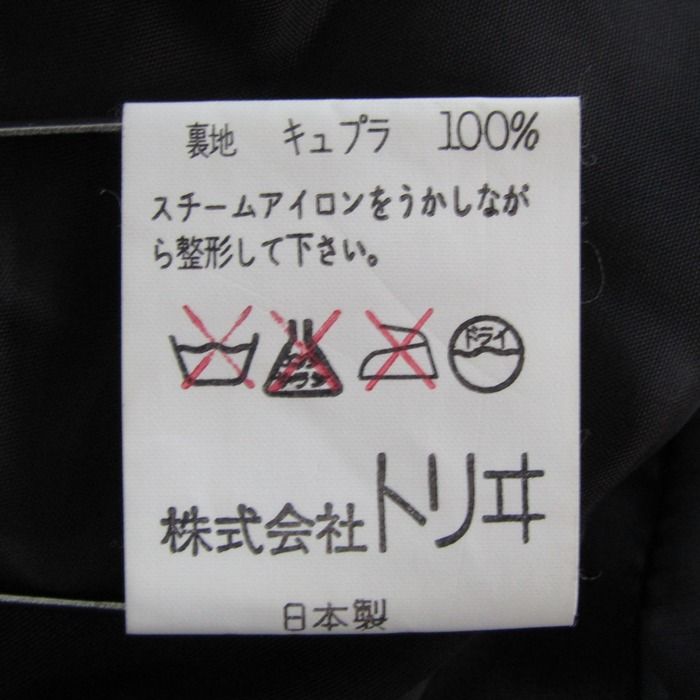 裏地 キュプラ 100%
スチームアイロンをうかしなが
ら整形して下さい。
ドライ
株式会社トリヰ
日本製